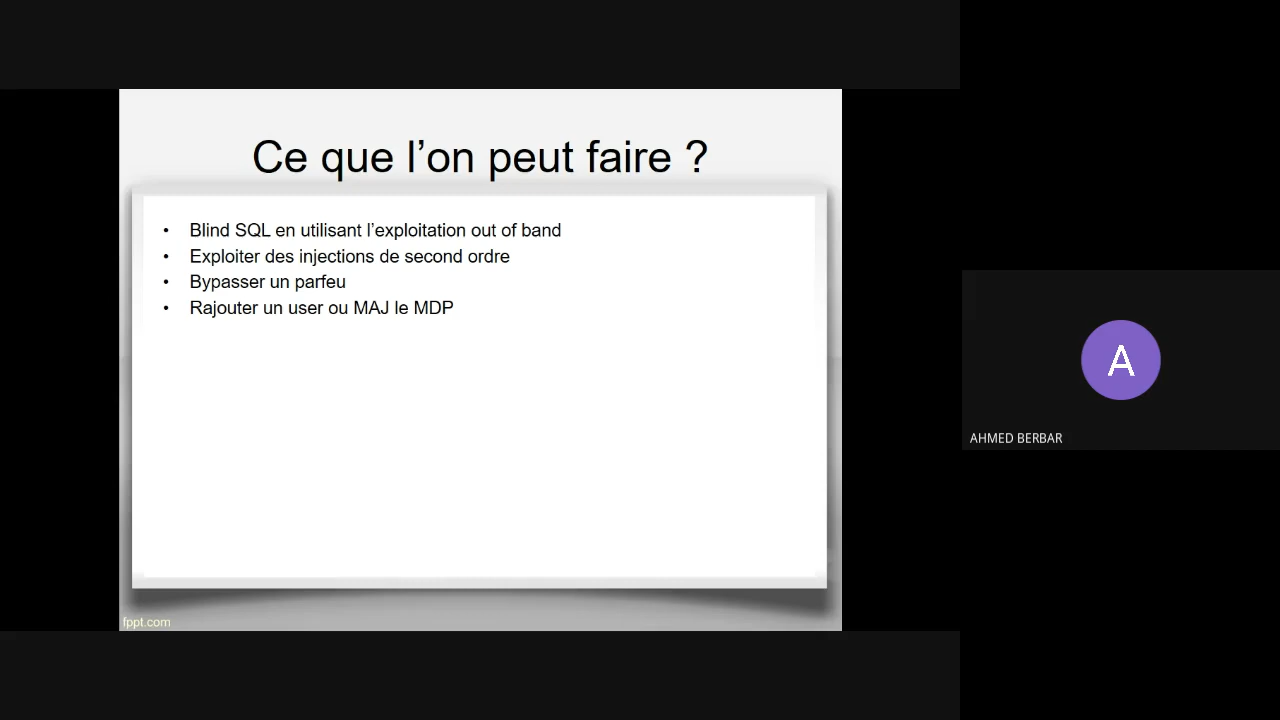 Ce que l’on peut faire ?
• Blind SQL en utilisant l’exploitation out of band
• Exploiter des injections de second ordre
• Bypasser un parfeu
• Rajouter un user ou MAJ le MDP
fppt.com
A
AHMED BERBAR